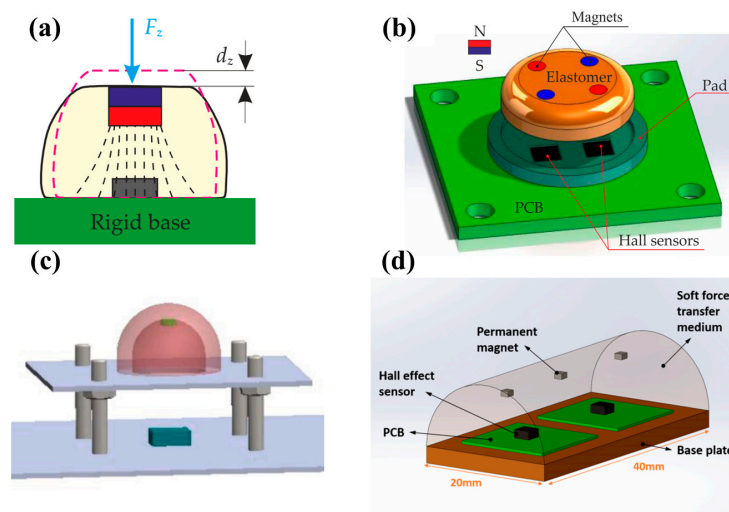 (a)
F_z
d_z
Rigid base
(b)
N
S
Magnets
Elastomer
Pad
PCB
Hall sensors
(c)
(d)
Soft force
transfer
medium
Permanent
magnet
Hall effect
sensor
PCB
Base plate
40mm
20mm